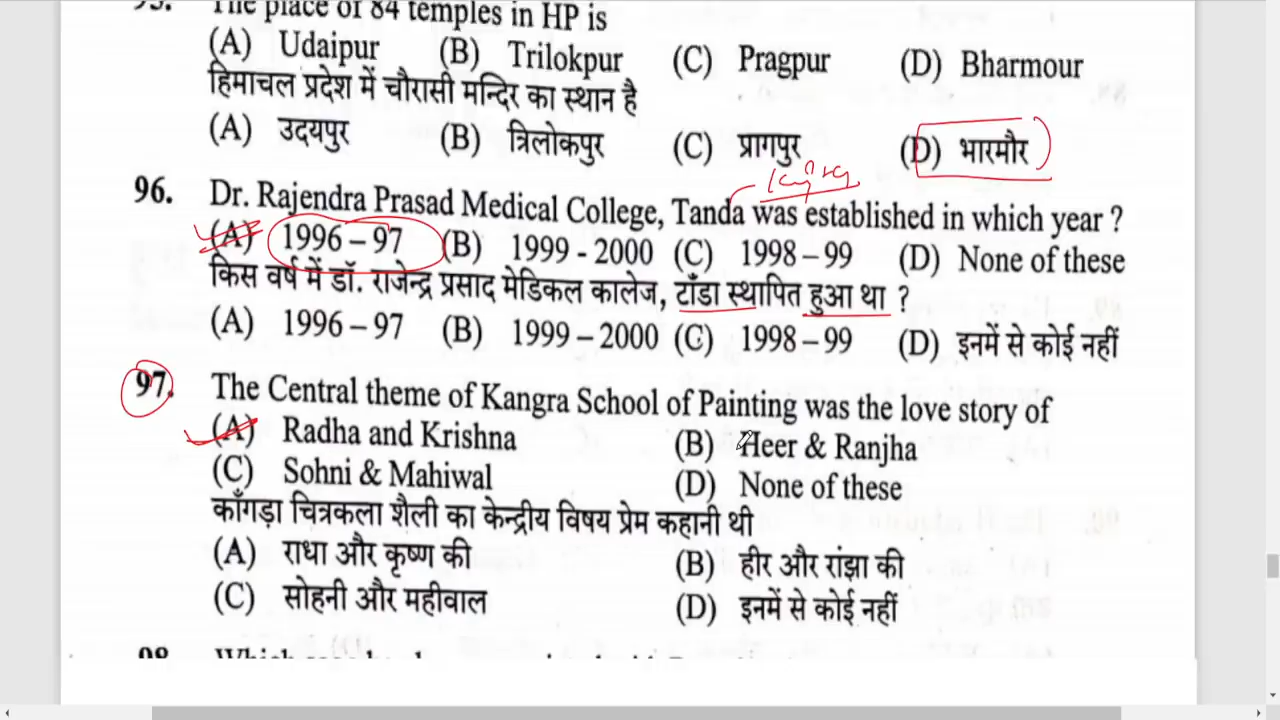 95. The place of 84 temples in HP is
(A) Udaipur (B) Trilokpur (C) Pragpur (D) Bharmour
हिमाचल प्रदेश में चौरासी मन्दिर का स्थान है
(A) उदयपुर (B) त्रिलोकपुर (C) प्रागपुर (D) भारमौर
96. Dr. Rajendra Prasad Medical College, Tanda was established in which year ?
(A) 1996 – 97 (B) 1999 - 2000 (C) 1998 – 99 (D) None of these
किस वर्ष में डॉ. राजेन्द्र प्रसाद मेडिकल कालेज, टाँडा स्थापित हुआ था ?
(A) 1996 – 97 (B) 1999 – 2000 (C) 1998 – 99 (D) इनमें से कोई नहीं
97. The Central theme of Kangra School of Painting was the love story of
(A) Radha and Krishna (B) Heer & Ranjha
(C) Sohni & Mahiwal (D) None of these
काँगड़ा चित्रकला शैली का केन्द्रीय विषय प्रेम कहानी थी
(A) राधा और कृष्ण की (B) हीर और रांझा की
(C) सोहनी और महीवाल (D) इनमें से कोई नहीं
98.